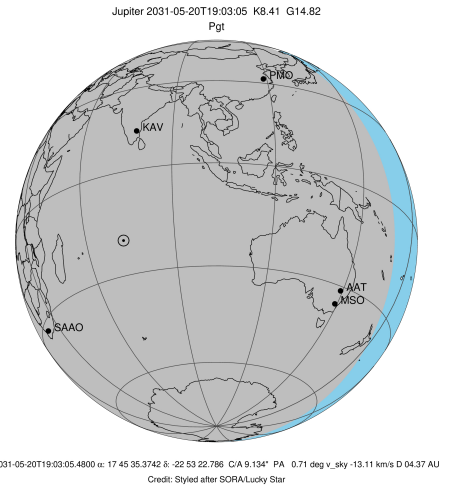 Jupiter 2031-05-20T19:03:05 K8.41 G14.82
Pgt
PMO
KAV
AAT
MSO
SAAO
031-05-20T19:03:05.4800 α: 17 45 35.3742 δ: -22 53 22.786 C/A 9.134" PA 0.71 deg v_sky -13.11 km/s D 04.37 AU
Credit: Styled after SORA/Lucky Star